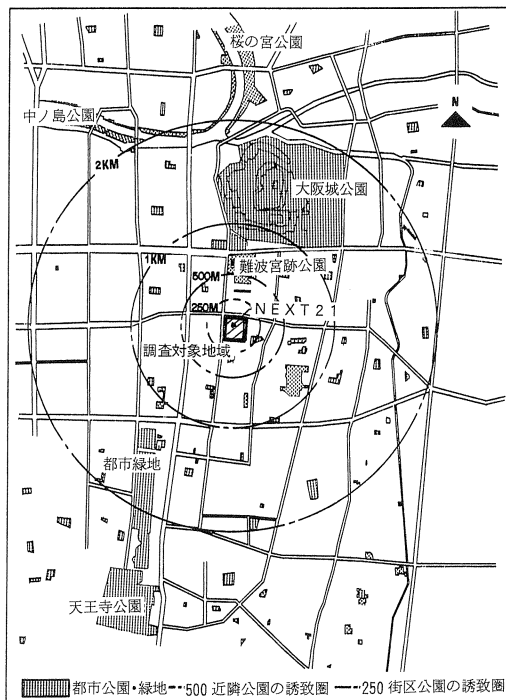 桜の宮公園
中ノ島公園
N
2KM
大阪城公園
1KM
難波宮跡公園
500M
250M
NEXT21
調査対象地域
都市緑地
天王寺公園
都市公園・緑地 500 近隣公園の誘致圏 250 街区公園の誘致圏